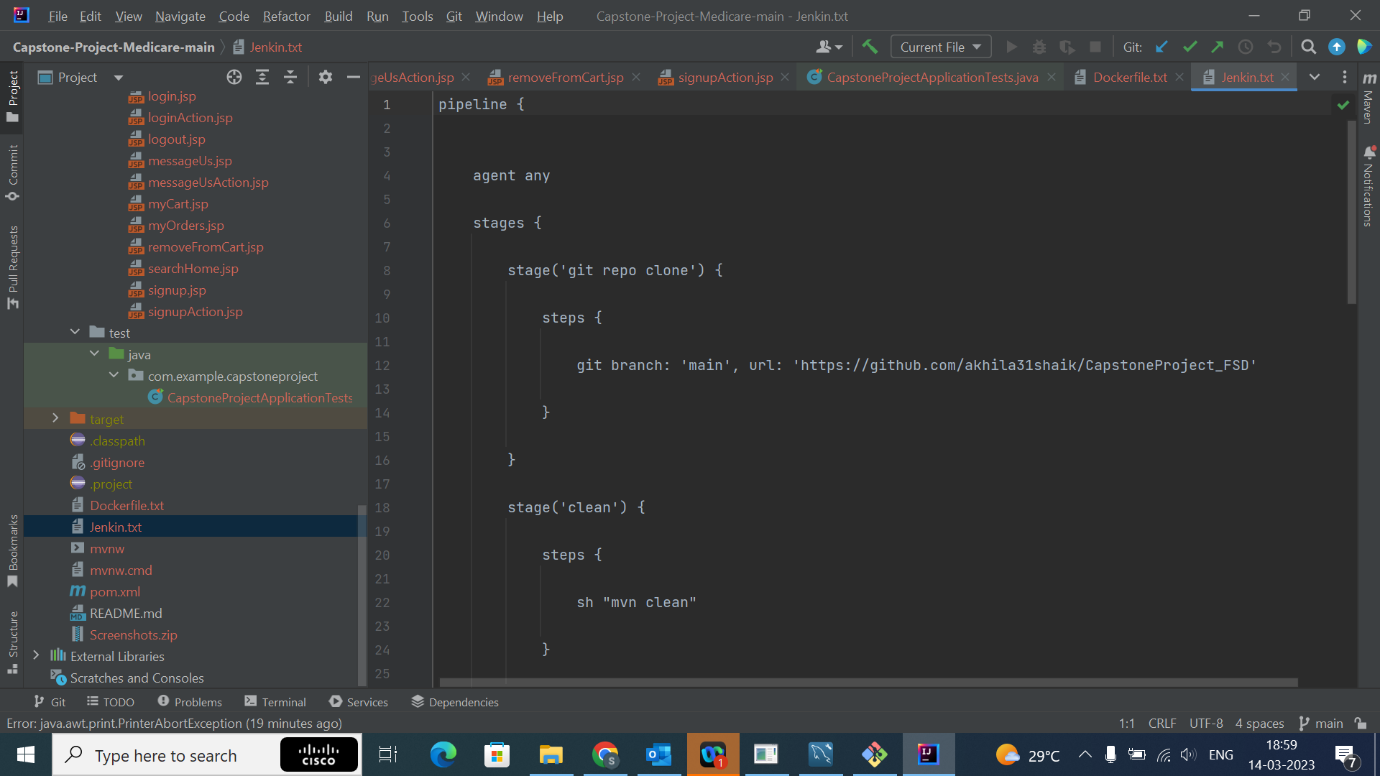 File Edit View Navigate Code Refactor Build Run Tools Git Window Help Capstone-Project-Medicare-main - Jenkin.txt
Capstone-Project-Medicare-main Jenkin.txt Current File Git:
Project geUsAction.jsp removeFromCart.jsp signupAction.jsp CapstoneProjectApplicationTests.java Dockerfile.txt Jenkin.txt
Project
Commit
Pull Requests
Bookmarks
Structure
login.jsp
loginAction.jsp
logout.jsp
messageUs.jsp
messageUsAction.jsp
myCart.jsp
myOrders.jsp
removeFromCart.jsp
searchHome.jsp
signup.jsp
signupAction.jsp
test
java
com.example.capstoneproject
CapstoneProjectApplicationTests
target
.classpath
.gitignore
.project
Dockerfile.txt
Jenkin.txt
mvnw
mvnw.cmd
pom.xml
README.md
Screenshots.zip
External Libraries
Scratches and Consoles
1 pipeline {
2
3
4 agent any
5
6 stages {
7
8 stage('git repo clone') {
9
10 steps {
11
12 git branch: 'main', url: 'https://github.com/akhila31shaik/CapstoneProject_FSD'
13
14 }
15
16 }
17
18 stage('clean') {
19
20 steps {
21
22 sh "mvn clean"
23
24 }
25
Maven
Notifications
Git TODO Problems Terminal Services Dependencies
Error: java.awt.print.PrinterAbortException (19 minutes ago) 1:1 CRLF UTF-8 4 spaces main
Type here to search cisco 29°C ENG 18:59
14-03-2023